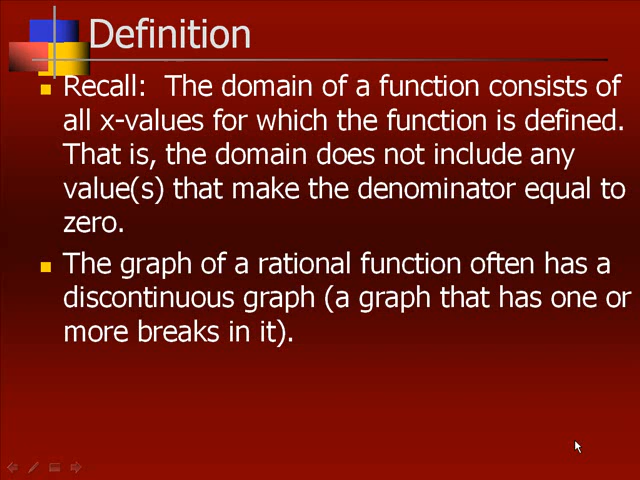 Definition
Recall:  The domain of a function consists of
all x-values for which the function is defined.
That is, the domain does not include any
value(s) that make the denominator equal to
zero.
The graph of a rational function often has a
discontinuous graph (a graph that has one or
more breaks in it).